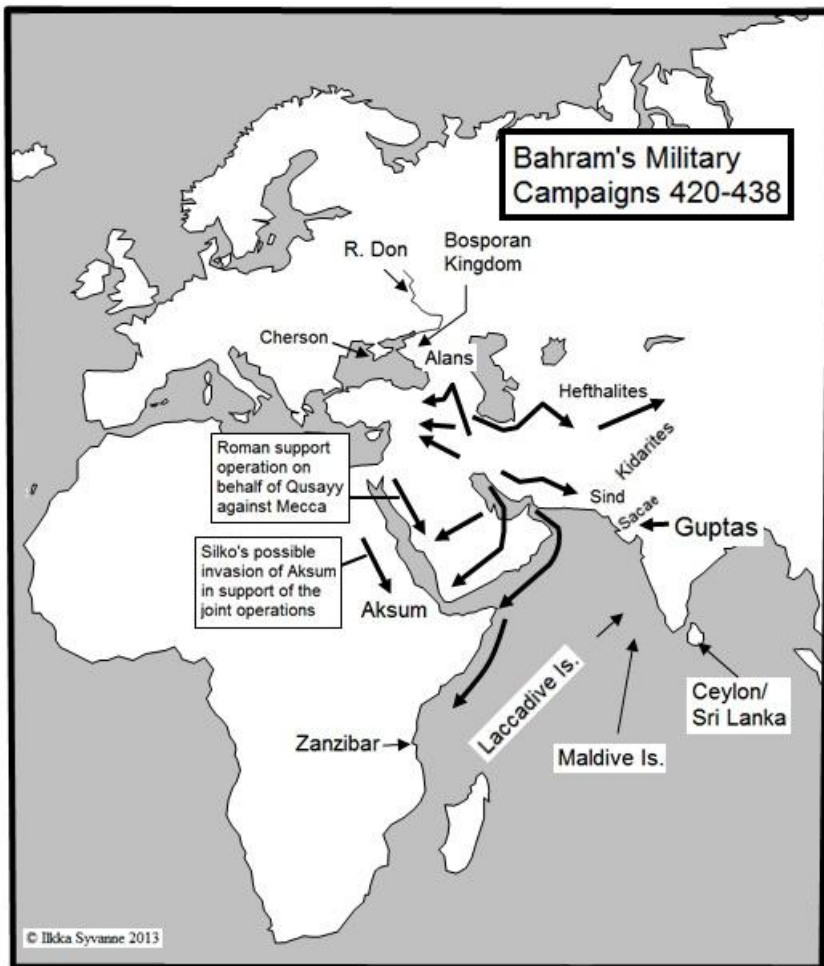 Bahram's Military
Campaigns 420-438
R. Don
Bosporan
Kingdom
Cherson
Alans
Hefthalites
Kidarites
Roman support
operation on
behalf of Qusayy
against Mecca
Sind
Sacae
Guptas
Silko's possible
invasion of Aksum
in support of the
joint operations
Aksum
Laccadive Is.
Ceylon/
Sri Lanka
Zanzibar
Maldive Is.
© Ilkka Syvanne 2013